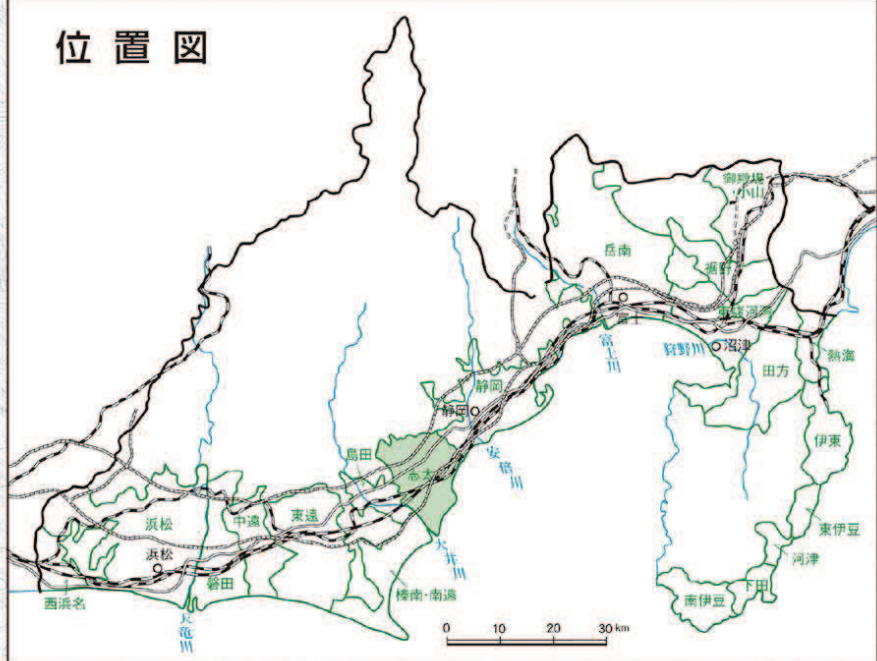 位置図
御殿場
小山
岳南
裾野
東駿河湾
富士
富士川
狩野川
沼津
熱海
田方
静岡
静岡
安倍川
伊東
島田
志太
東伊豆
浜松
中遠
東遠
河津
大井川
浜松
磐田
下田
榛南・南遠
南伊豆
西浜名
天竜川
0 10 20 30km